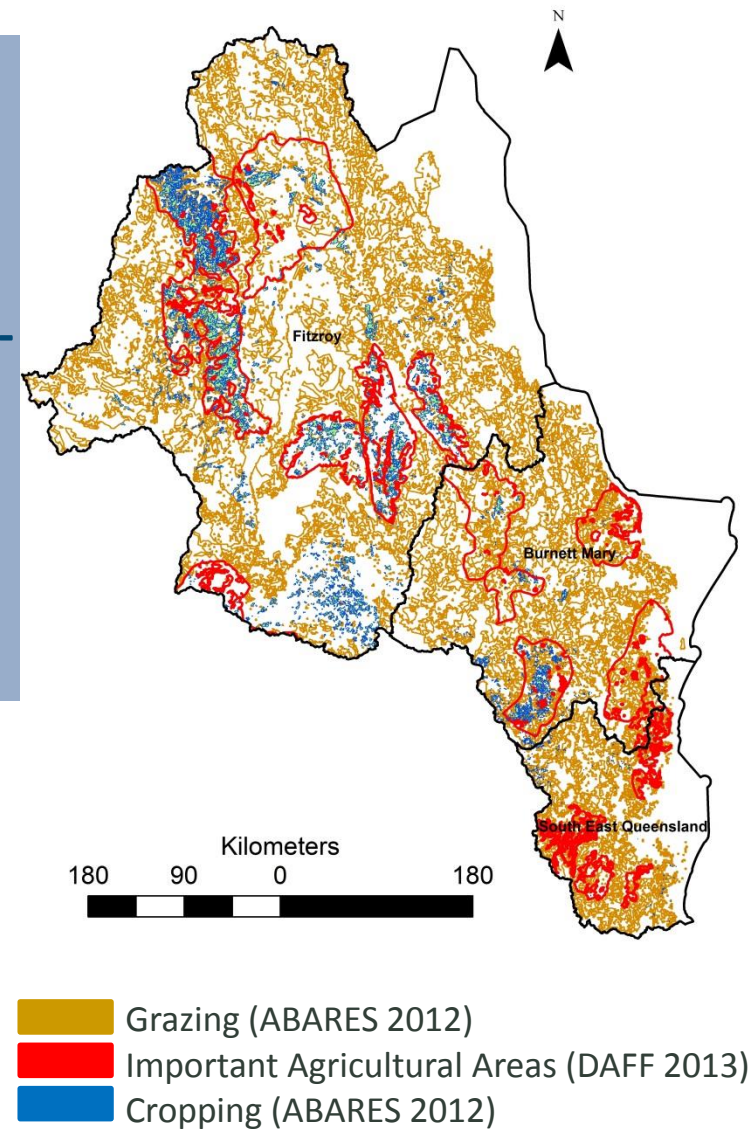 N
Fitzroy
Burnett Mary
South East Queensland
Kilometers
180 90 0 180
Grazing (ABARES 2012)
Important Agricultural Areas (DAFF 2013)
Cropping (ABARES 2012)